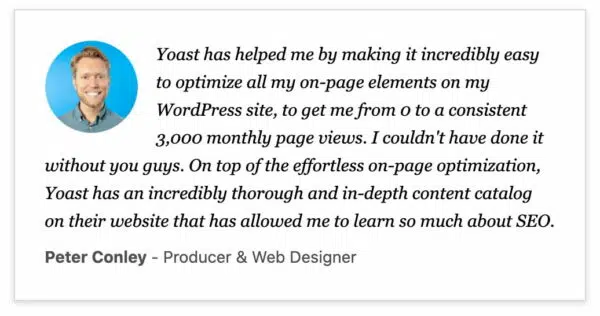 Yoast has helped me by making it incredibly easy
to optimize all my on-page elements on my
WordPress site, to get me from 0 to a consistent
3,000 monthly page views. I couldn't have done it
without you guys. On top of the effortless on-page optimization,
Yoast has an incredibly thorough and in-depth content catalog
on their website that has allowed me to learn so much about SEO.
Peter Conley - Producer & Web Designer